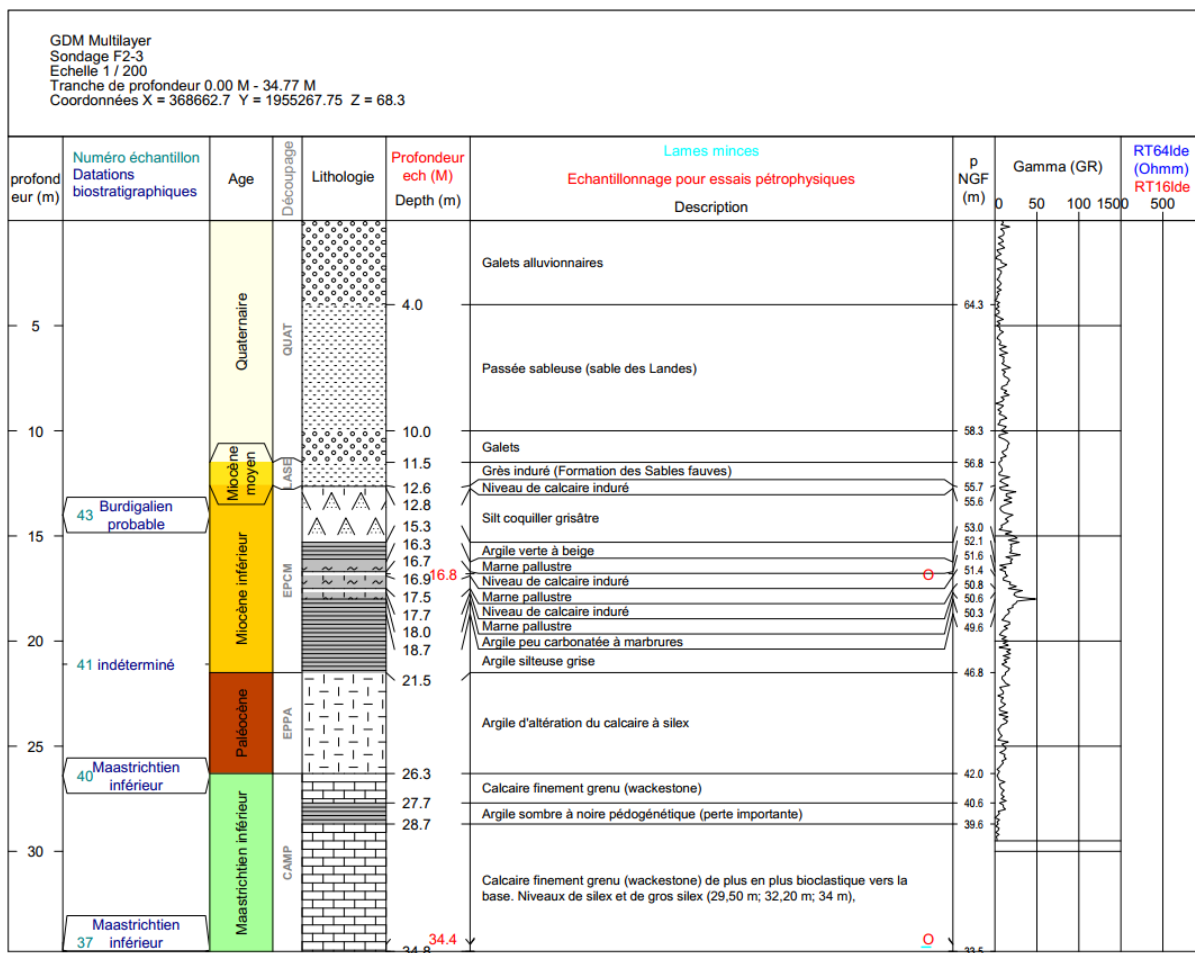 GDM Multilayer
Sondage F2-3
Echelle 1 / 200
Tranche de profondeur 0.00 M - 34.77 M
Coordonnées X = 368662.7 Y = 1955267.75 Z = 68.3
profond
eur (m)
Numéro échantillon
Datations
biostratigraphiques
Age
Découpage
Lithologie
Profondeur
ech (M)
Depth (m)
Lames minces
Echantillonnage pour essais pétrophysiques
Description
p
NGF
(m)
Gamma (GR)
0 50 100 150
RT64lde
(Ohmm)
RT16lde
0 500
5
10
15
20
25
30
43 Burdigalien
probable
41 indéterminé
40 Maastrichtien
inférieur
37 Maastrichtien
inférieur
Quaternaire
Miocène
moyen
Miocène inférieur
Paléocène
Maastrichtien inférieur
QUAT
LASE
EPCM
EPPA
CAMP
4.0
10.0
11.5
12.6
12.8
15.3
16.3
16.7
16.8
16.9
17.5
17.7
18.0
18.7
21.5
26.3
27.7
28.7
34.4
34.8
Galets alluvionnaires
Passée sableuse (sable des Landes)
Galets
Grès induré (Formation des Sables fauves)
Niveau de calcaire induré
Silt coquiller grisâtre
Argile verte à beige
Marne pallustre
Niveau de calcaire induré
Marne pallustre
Niveau de calcaire induré
Marne pallustre
Argile peu carbonatée à marbrures
Argile silteuse grise
Argile d'altération du calcaire à silex
Calcaire finement grenu (wackestone)
Argile sombre à noire pédogénétique (perte importante)
Calcaire finement grenu (wackestone) de plus en plus bioclastique vers la
base. Niveaux de silex et de gros silex (29,50 m; 32,20 m; 34 m),
O
O
64.3
58.3
56.8
55.7
55.6
53.0
52.1
51.6
51.4
50.8
50.6
50.3
49.6
46.8
42.0
40.6
39.6
33.5